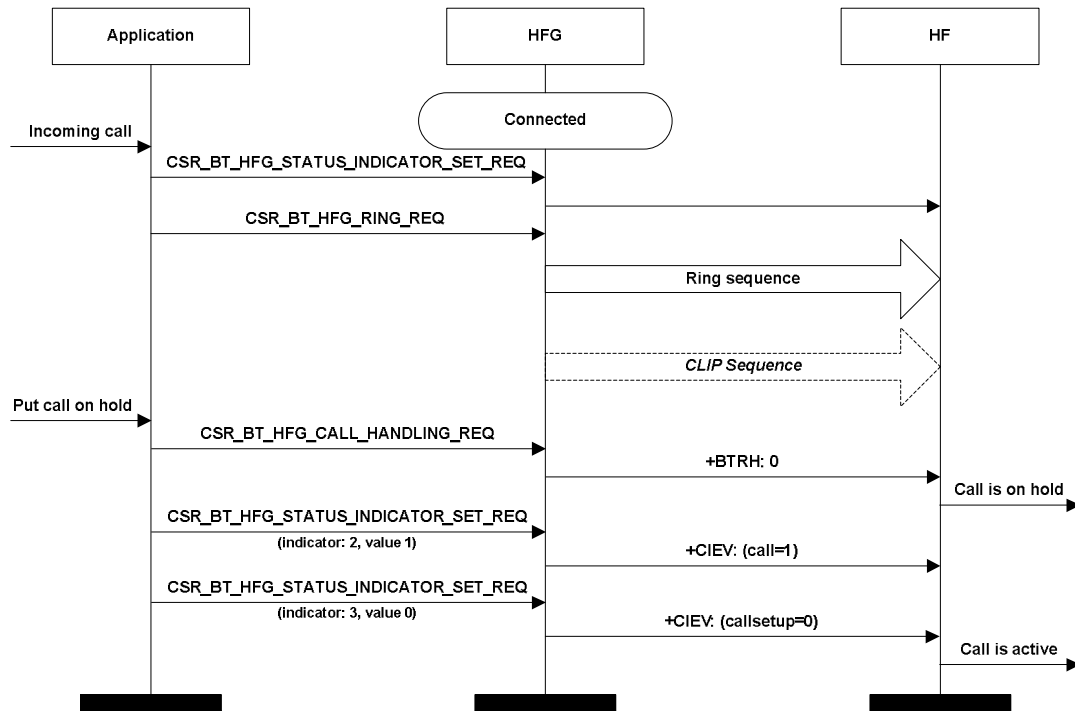 Application
HFG
HF
Connected
Incoming call
CSR_BT_HFG_STATUS_INDICATOR_SET_REQ
CSR_BT_HFG_RING_REQ
Ring sequence
CLIP Sequence
Put call on hold
CSR_BT_HFG_CALL_HANDLING_REQ
+BTRH: 0
Call is on hold
CSR_BT_HFG_STATUS_INDICATOR_SET_REQ
(indicator: 2, value 1)
+CIEV: (call=1)
CSR_BT_HFG_STATUS_INDICATOR_SET_REQ
(indicator: 3, value 0)
+CIEV: (callsetup=0)
Call is active